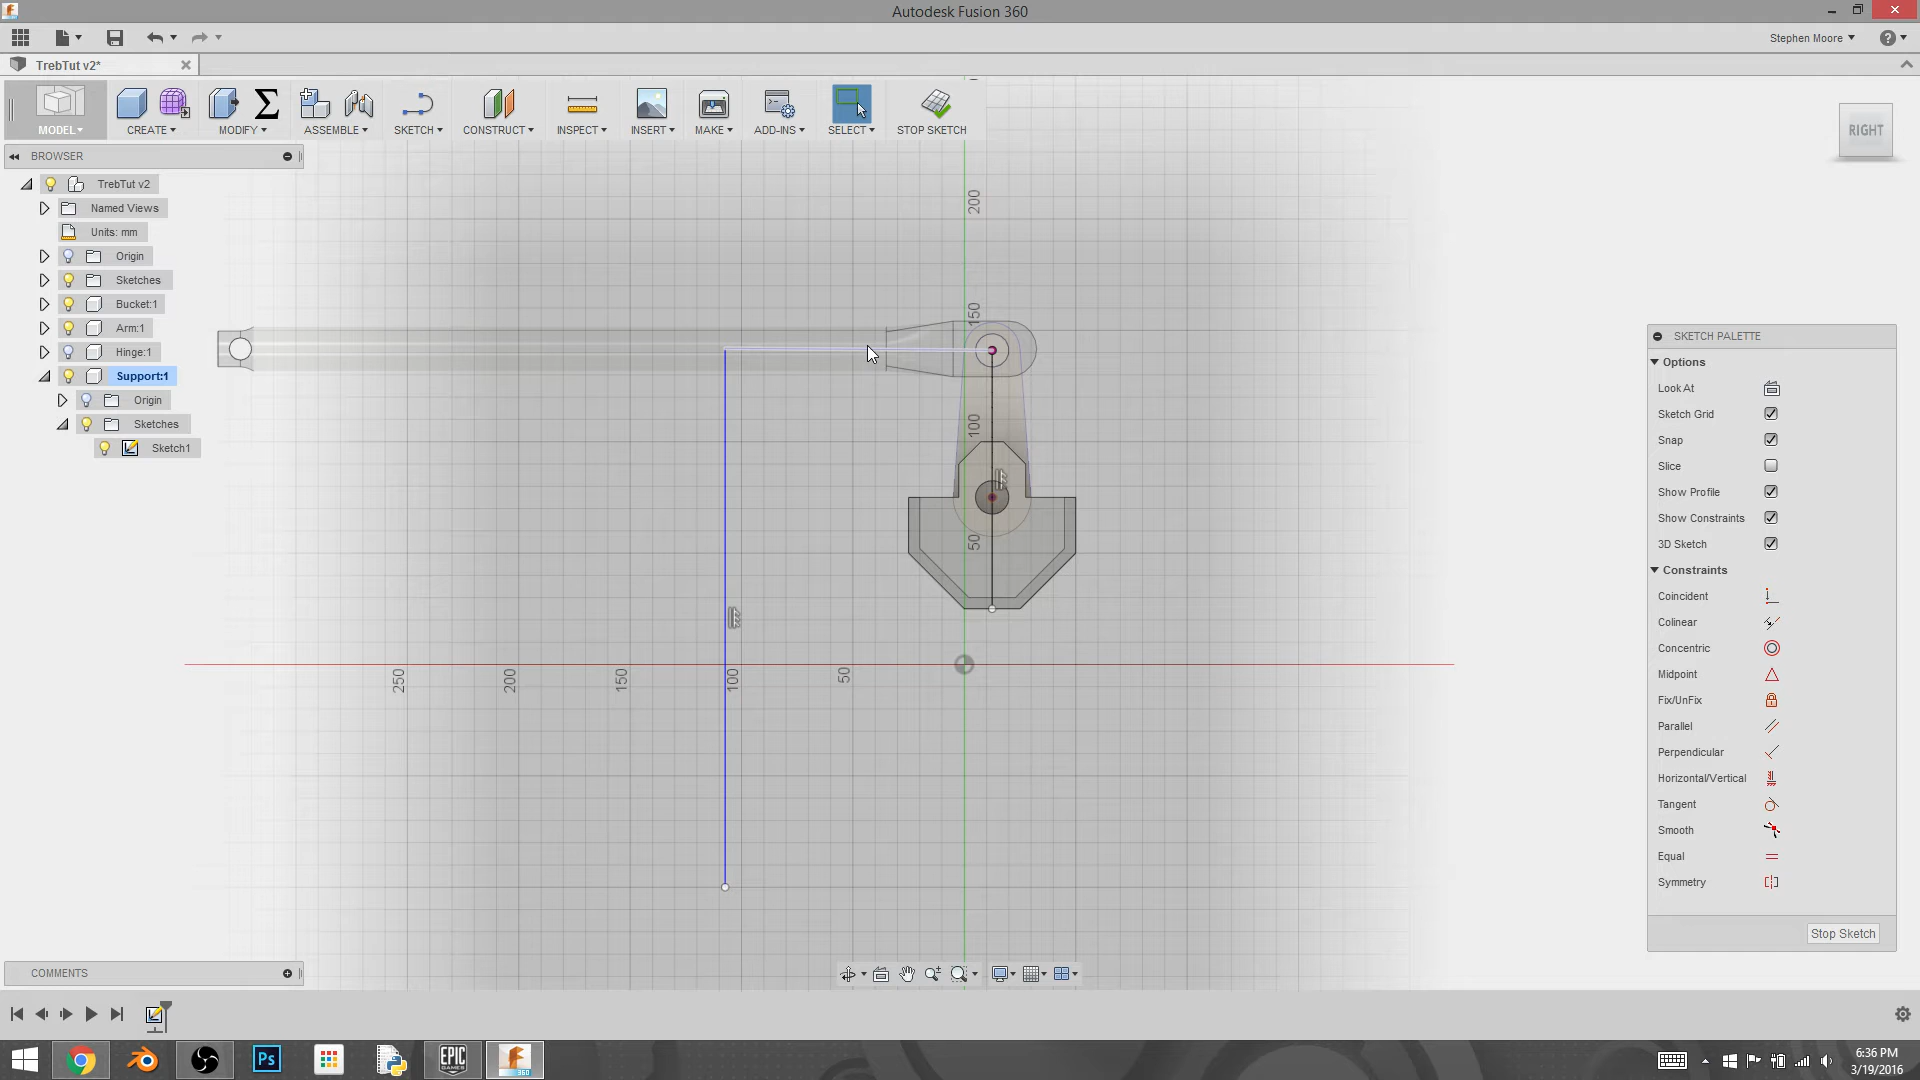 Autodesk Fusion 360
Stephen Moore
TrebTut v2*
MODEL
CREATE
MODIFY
ASSEMBLE
SKETCH
CONSTRUCT
INSPECT
INSERT
MAKE
ADD-INS
SELECT
STOP SKETCH
RIGHT
BROWSER
TrebTut v2
Named Views
Units: mm
Origin
Sketches
Bucket:1
Arm:1
Hinge:1
Support:1
Origin
Sketches
Sketch1
200
150
100
50
250
200
150
100
50
SKETCH PALETTE
Options
Look At
Sketch Grid
Snap
Slice
Show Profile
Show Constraints
3D Sketch
Constraints
Coincident
Colinear
Concentric
Midpoint
Fix/UnFix
Parallel
Perpendicular
Horizontal/Vertical
Tangent
Smooth
Equal
Symmetry
Stop Sketch
COMMENTS
Ps
EPIC
GAMES
360
6:36 PM
3/19/2016